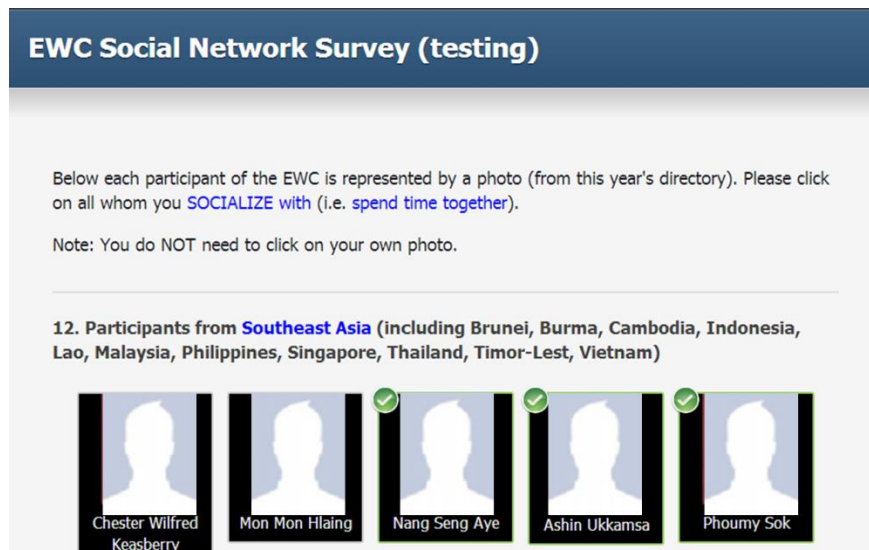 EWC Social Network Survey (testing)
Below each participant of the EWC is represented by a photo (from this year's directory). Please click
on all whom you SOCIALIZE with (i.e. spend time together).
Note: You do NOT need to click on your own photo.
12. Participants from Southeast Asia (including Brunei, Burma, Cambodia, Indonesia,
Lao, Malaysia, Philippines, Singapore, Thailand, Timor-Lest, Vietnam)
Chester Wilfred
Keasberry
Mon Mon Hlaing
Nang Seng Aye
Ashin Ukkamsa
Phoumy Sok